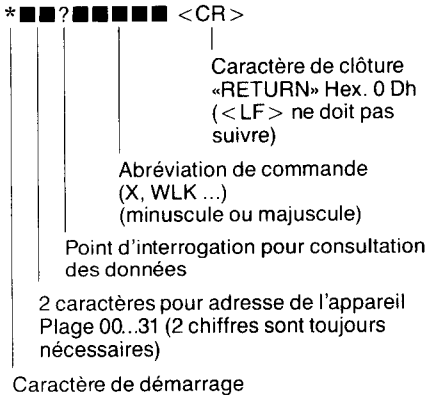 *■■?■■■■■ <CR>
Caractère de clôture
«RETURN» Hex. 0 Dh
(<LF> ne doit pas
suivre)
Abréviation de commande
(X, WLK ...)
(minuscule ou majuscule)
Point d'interrogation pour consultation
des données
2 caractères pour adresse de l'appareil
Plage 00...31 (2 chiffres sont toujours
nécessaires)
Caractère de démarrage